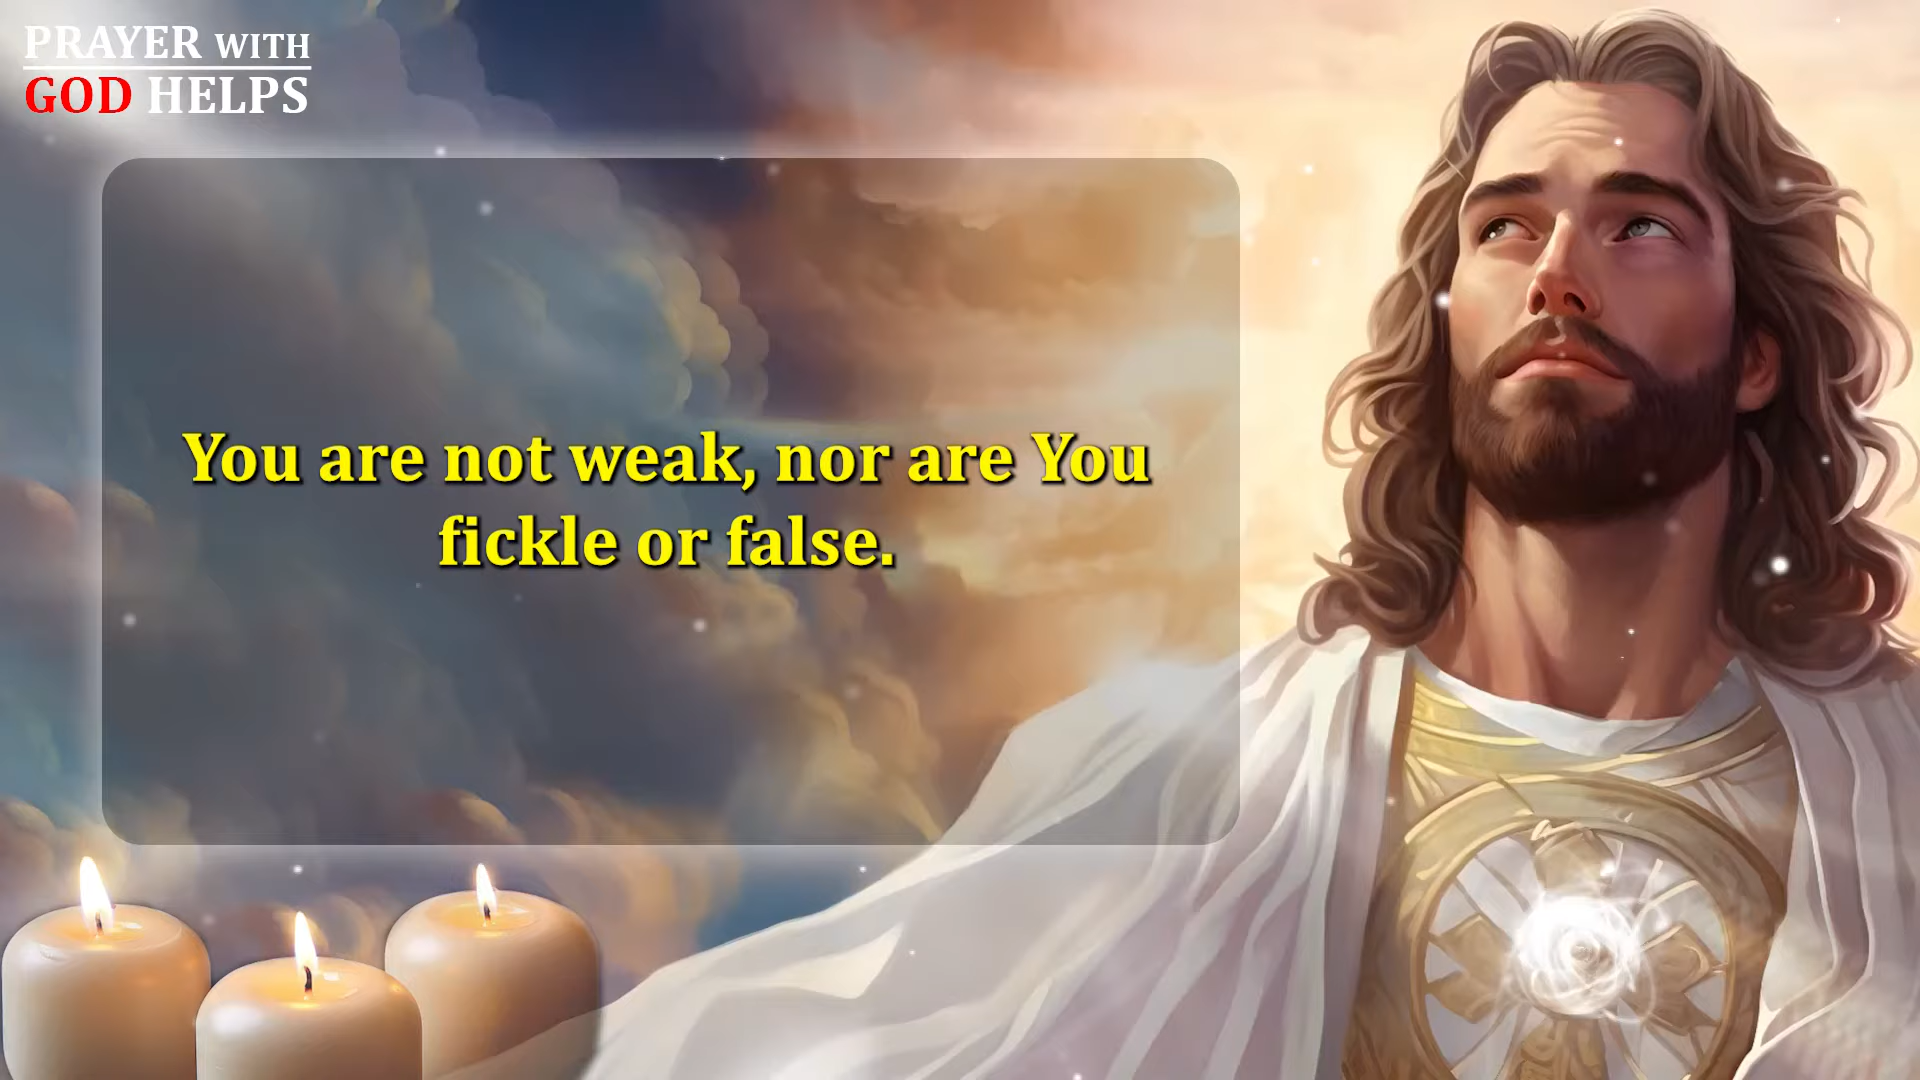 PRAYER WITH
GOD HELPS
You are not weak, nor are You
fickle or false.